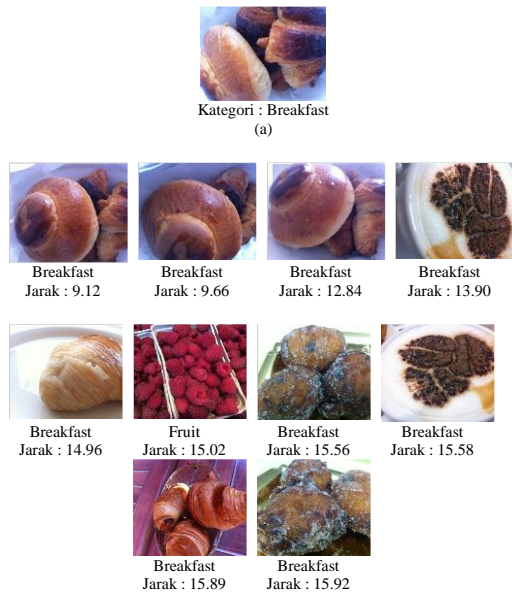 Kategori : Breakfast
(a)
Breakfast Breakfast Breakfast Breakfast
Jarak : 9.12 Jarak : 9.66 Jarak : 12.84 Jarak : 13.90
Breakfast Fruit Breakfast Breakfast
Jarak : 14.96 Jarak : 15.02 Jarak : 15.56 Jarak : 15.58
Breakfast Breakfast
Jarak : 15.89 Jarak : 15.92